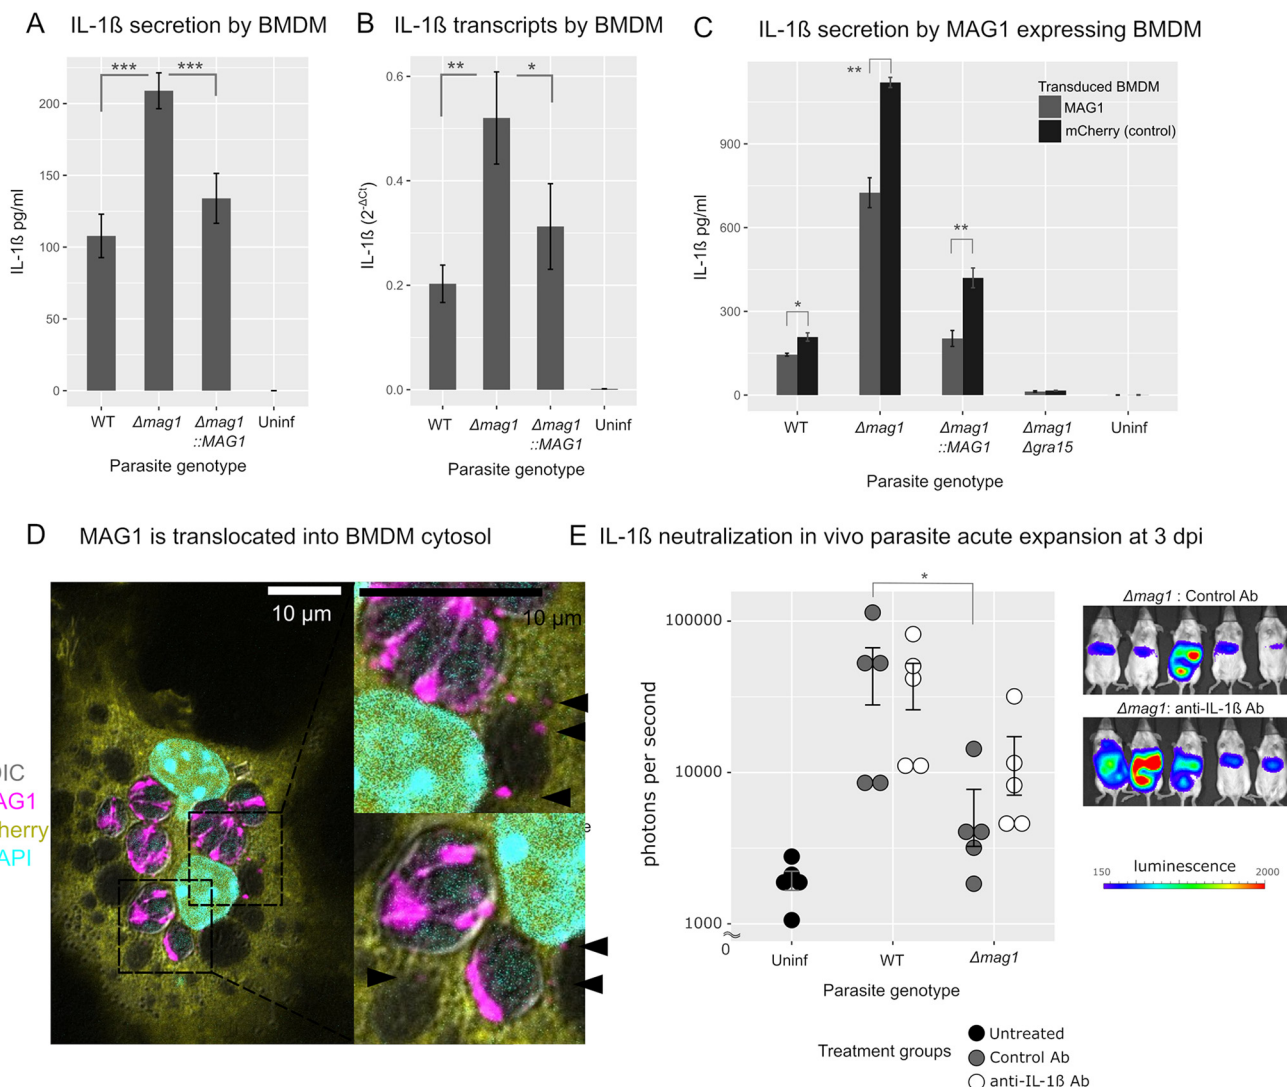 A IL-1ß secretion by BMDM
IL-1ß pg/ml
200
150
100
50
0
***
***
WT
Δmag1
Δmag1
::MAG1
Uninf
Parasite genotype
B IL-1ß transcripts by BMDM
IL-1ß (2^-ΔCt)
0.6
0.4
0.2
0.0
**
*
WT
Δmag1
Δmag1
::MAG1
Uninf
Parasite genotype
C IL-1ß secretion by MAG1 expressing BMDM
IL-1ß pg/ml
900
600
300
0
*
**
**
Transduced BMDM
MAG1
mCherry (control)
WT
Δmag1
Δmag1
::MAG1
Δmag1
Δgra15
Uninf
Parasite genotype
D MAG1 is translocated into BMDM cytosol
10 µm
10 µm
DIC
AG1
herry
API
e
E IL-1ß neutralization in vivo parasite acute expansion at 3 dpi
photons per second
100000
10000
1000
0
*
Uninf
WT
Δmag1
Parasite genotype
Treatment groups
Untreated
Control Ab
anti-IL-1ß Ab
Δmag1 : Control Ab
Δmag1: anti-IL-1ß Ab
luminescence
150
2000